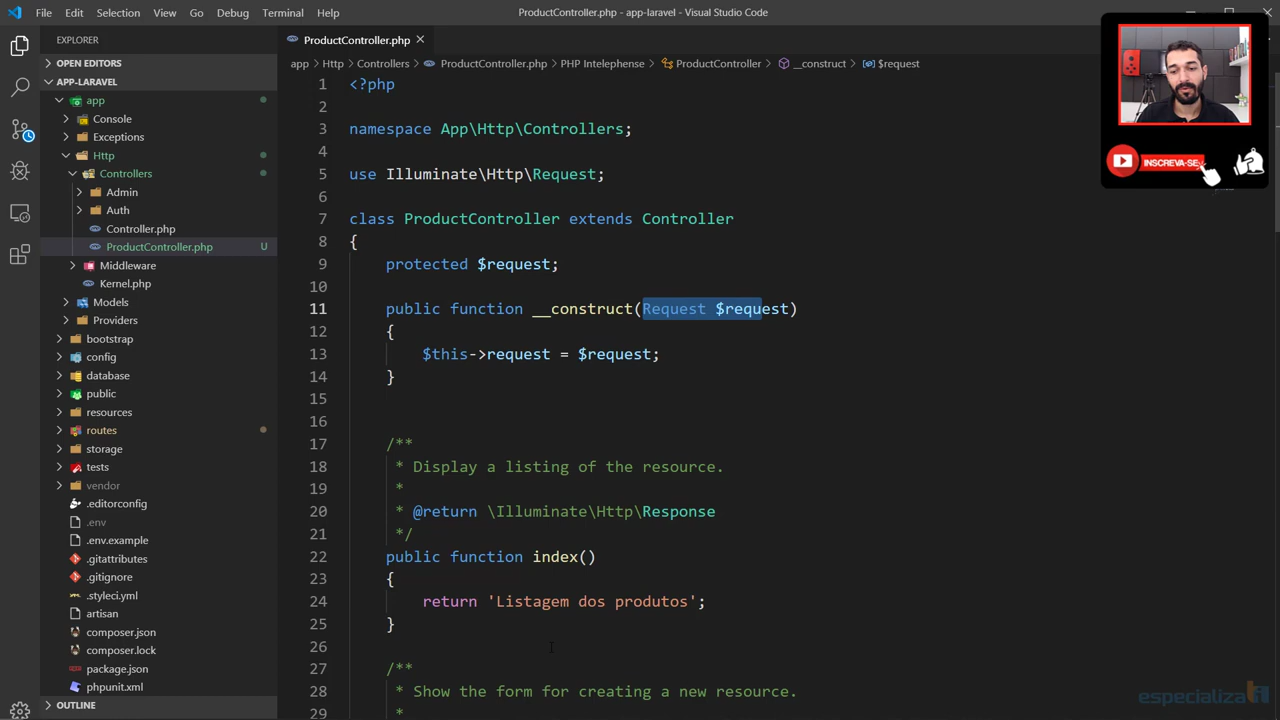 File Edit Selection View Go Debug Terminal Help
ProductController.php - app-laravel - Visual Studio Code
EXPLORER
OPEN EDITORS
APP-LARAVEL
app
Console
Exceptions
Http
Controllers
Admin
Auth
Controller.php
ProductController.php U
Middleware
Kernel.php
Models
Providers
bootstrap
config
database
public
resources
routes
storage
tests
vendor
.editorconfig
.env
.env.example
.gitattributes
.gitignore
.styleci.yml
artisan
composer.json
composer.lock
package.json
phpunit.xml
OUTLINE
ProductController.php
app Http Controllers ProductController.php PHP Intelephense ProductController __construct $request
1 <?php
2
3 namespace App\Http\Controllers;
4
5 use Illuminate\Http\Request;
6
7 class ProductController extends Controller
8 {
9 protected $request;
10
11 public function __construct(Request $request)
12 {
13 $this->request = $request;
14 }
15
16
17 /**
18 * Display a listing of the resource.
19 *
20 * @return \Illuminate\Http\Response
21 */
22 public function index()
23 {
24 return 'Listagem dos produtos';
25 }
26
27 /**
28 * Show the form for creating a new resource.
29 *
INSCREVA-SE
especializati